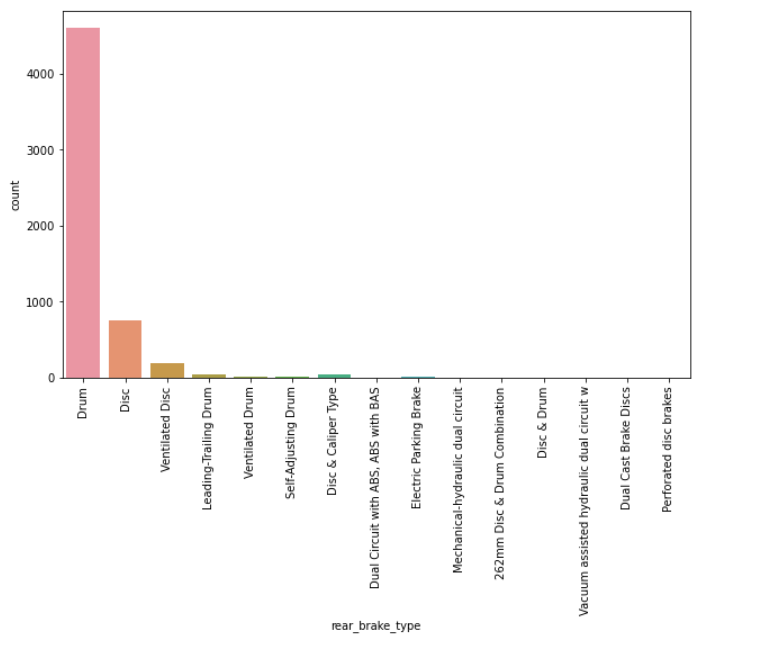 4000
3000
2000
1000
0
count
Drum
Disc
Ventilated Disc
Leading-Trailing Drum
Ventilated Drum
Self-Adjusting Drum
Disc & Caliper Type
Dual Circuit with ABS, ABS with BAS
Electric Parking Brake
Mechanical-hydraulic dual circuit
262mm Disc & Drum Combination
Disc & Drum
Vacuum assisted hydraulic dual circuit w
Dual Cast Brake Discs
Perforated disc brakes
rear_brake_type